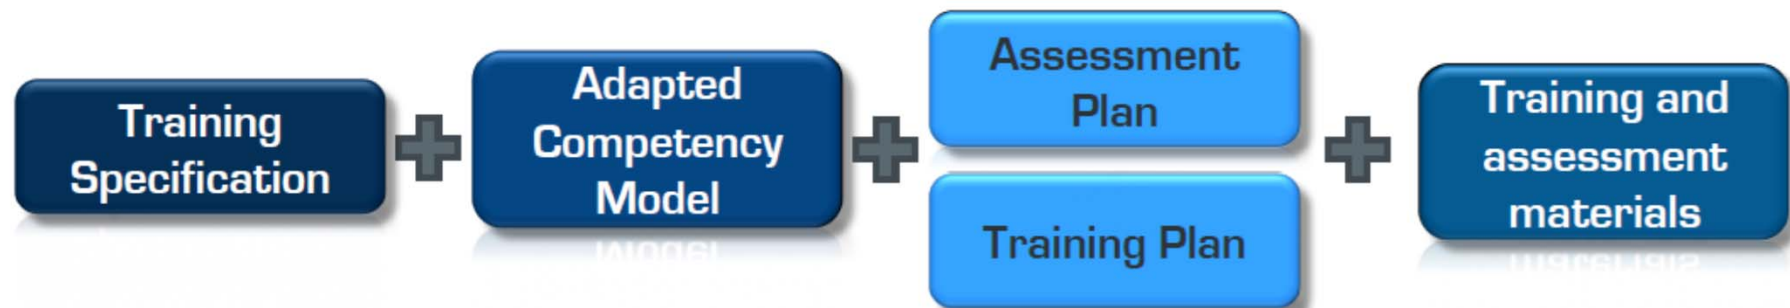 Training
Specification
Adapted
Competency
Model
Assessment
Plan
Training Plan
Training and
assessment
materials